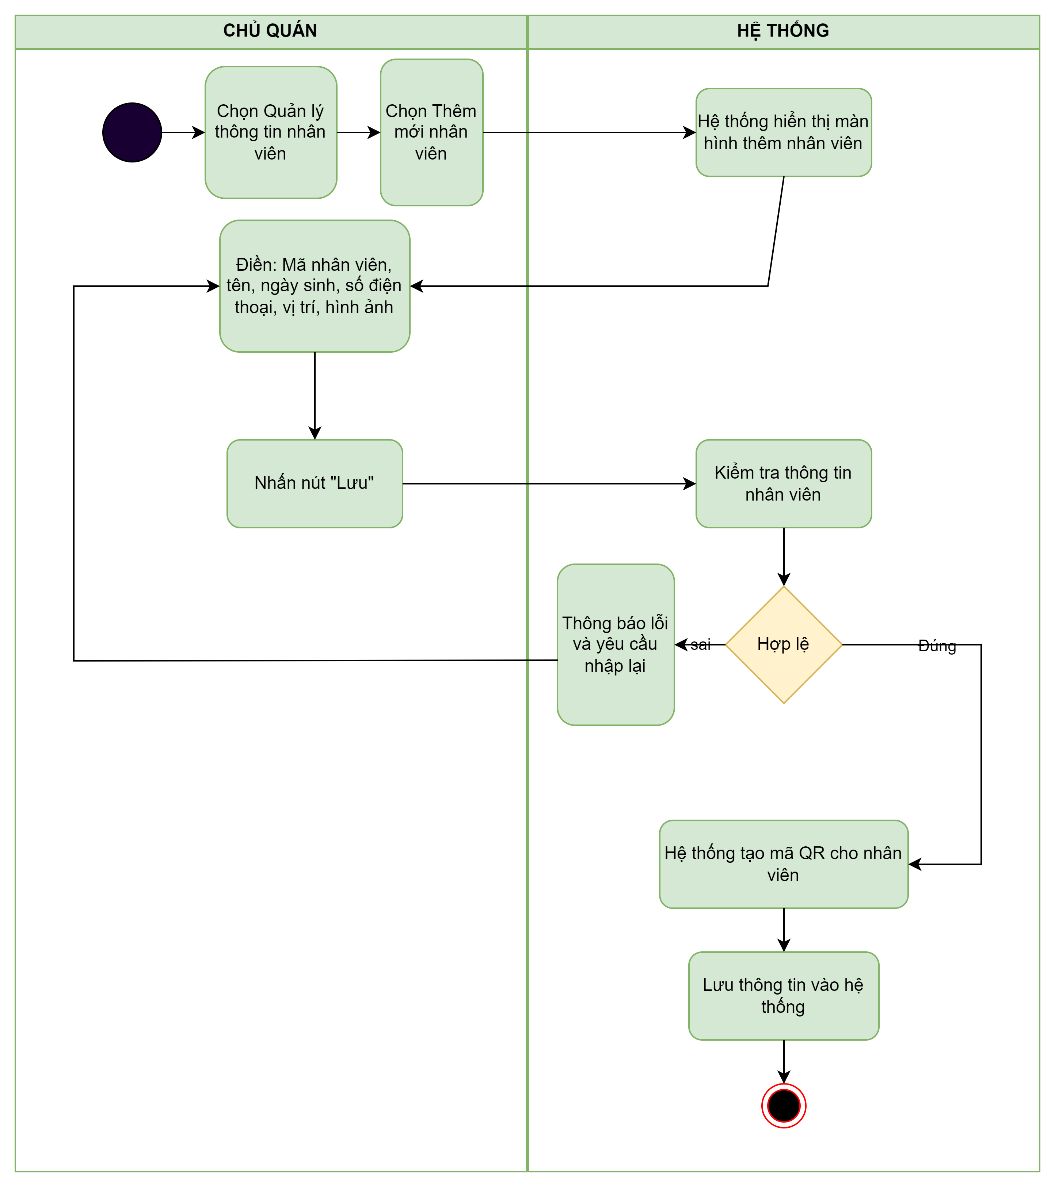 CHỦ QUÁN
HỆ THỐNG
Chọn Quản lý
thông tin nhân
viên
Chọn Thêm
mới nhân
viên
Hệ thống hiển thị màn
hình thêm nhân viên
Điền: Mã nhân viên,
tên, ngày sinh, số điện
thoại, vị trí, hình ảnh
Nhấn nút "Lưu"
Kiểm tra thông tin
nhân viên
Thông báo lỗi
và yêu cầu
nhập lại
sai
Hợp lệ
Đúng
Hệ thống tạo mã QR cho nhân
viên
Lưu thông tin vào hệ
thống